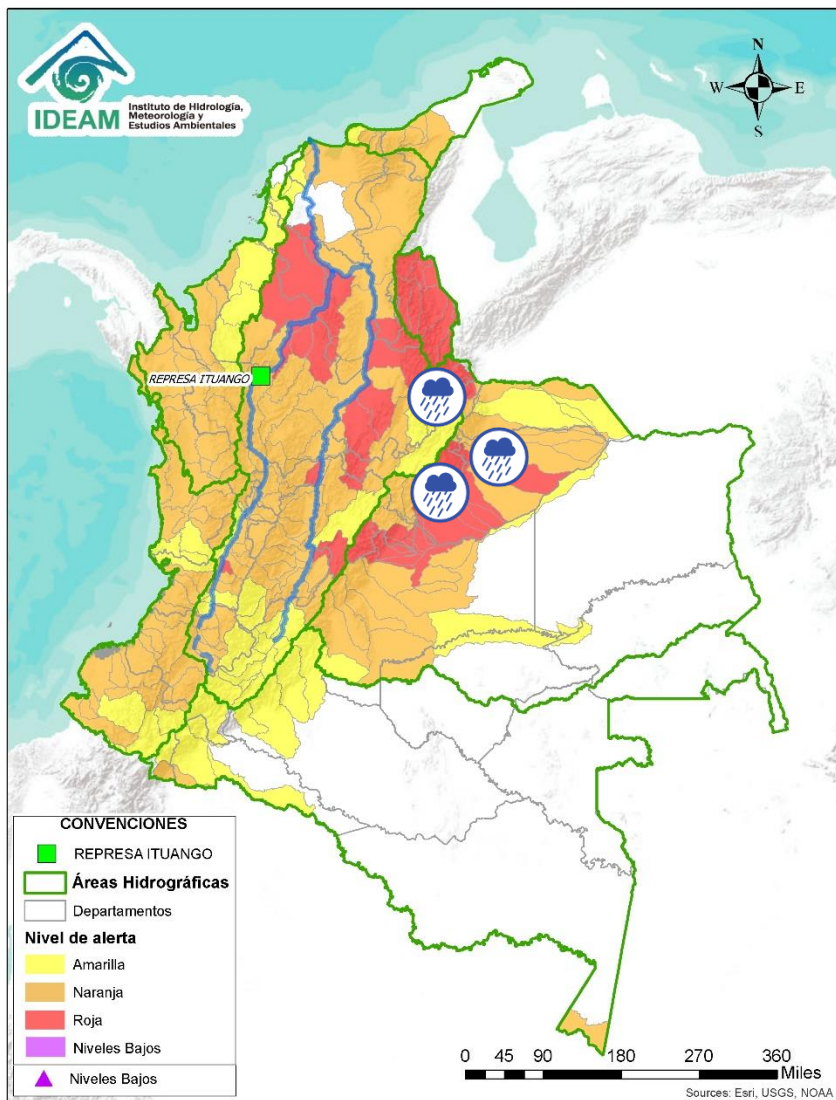 IDEAM
Instituto de Hidrología,
Meteorología y
Estudios Ambientales
N
W
E
S
REPRESA ITUANGO
CONVENCIONES
REPRESA ITUANGO
Áreas Hidrográficas
Departamentos
Nivel de alerta
Amarilla
Naranja
Roja
Niveles Bajos
Niveles Bajos
0 45 90 180 270 360
Miles
Sources: Esri, USGS, NOAA